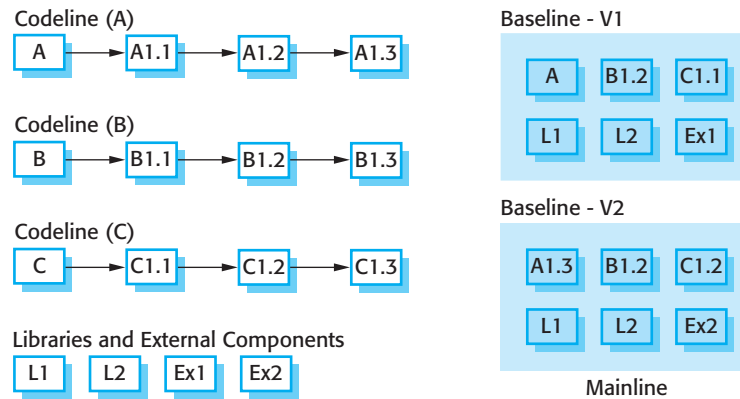 Codeline (A)
A A1.1 A1.2 A1.3
Codeline (B)
B B1.1 B1.2 B1.3
Codeline (C)
C C1.1 C1.2 C1.3
Libraries and External Components
L1 L2 Ex1 Ex2
Baseline - V1
A B1.2 C1.1
L1 L2 Ex1
Baseline - V2
A1.3 B1.2 C1.2
L1 L2 Ex2
Mainline